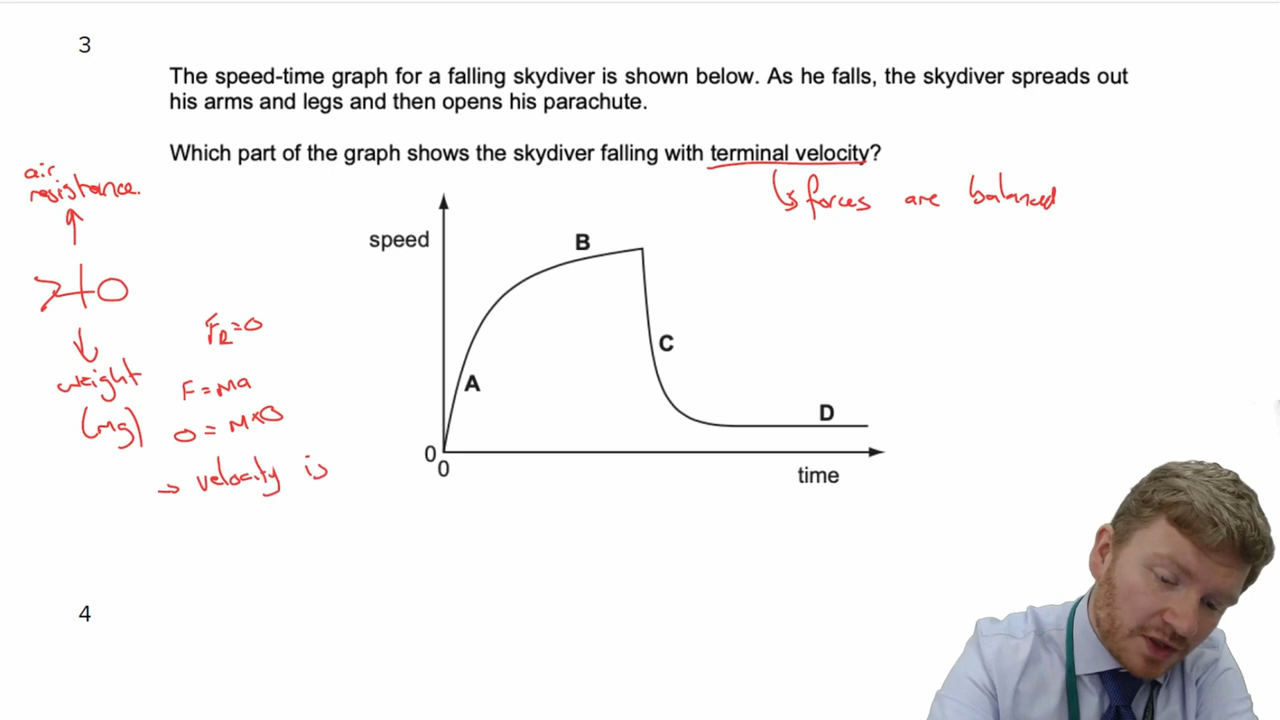 3
The speed-time graph for a falling skydiver is shown below. As he falls, the skydiver spreads out
his arms and legs and then opens his parachute.
Which part of the graph shows the skydiver falling with terminal velocity?
↳ forces are balanced
air
resistance.
weight
(mg)
FR=0
F=ma
0=m×0
→ velocity is
speed
B
C
A
D
0
0
time
4